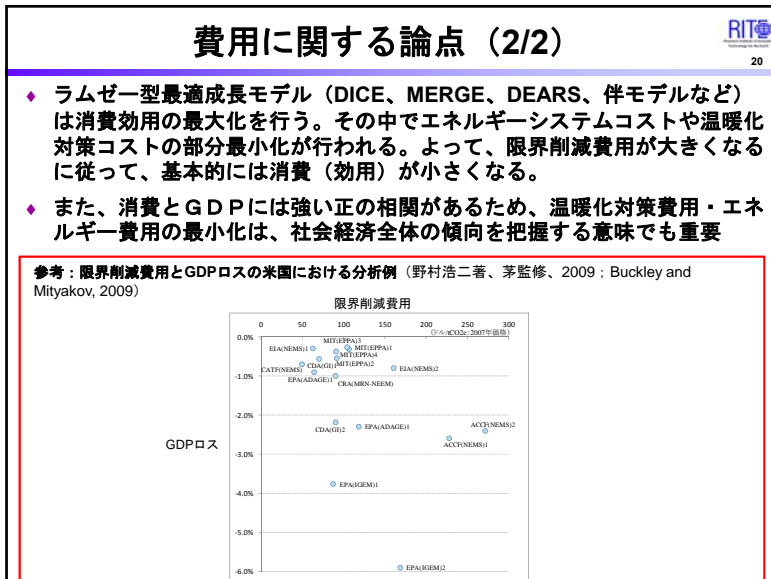 費用に関する論点（2/2）
RITE
20
ラムゼー型最適成長モデル（DICE、MERGE、DEARS、伴モデルなど）
は消費効用の最大化を行う。その中でエネルギーシステムコストや温暖化
対策コストの部分最小化が行われる。よって、限界削減費用が大きくなる
に従って、基本的には消費（効用）が小さくなる。
また、消費とＧＤＰには強い正の相関があるため、温暖化対策費用・エネ
ルギー費用の最小化は、社会経済全体の傾向を把握する意味でも重要
参考：限界削減費用とGDPロスの米国における分析例（野村浩二著、茅監修、2009；Buckley and
Mityakov, 2009）
限界削減費用
0 50 100 150 200 250 300
（ドル/tCO2e：2007年価格）
0.0%
MIT(EPPA)3
EIA(NEMS)1
MIT(EPPA)1
MIT(EPPA)4
CDA(GI)1
MIT(EPPA)2
CATF(NEMS)
EIA(NEMS)2
-1.0%
EPA(ADAGE)1
CRA(MRN-NEEM)
-2.0%
CDA(GI)2
EPA(ADAGE)1
ACCF(NEMS)2
GDPロス
ACCF(NEMS)1
-3.0%
EPA(IGEM)1
-4.0%
-5.0%
-6.0%
EPA(IGEM)2